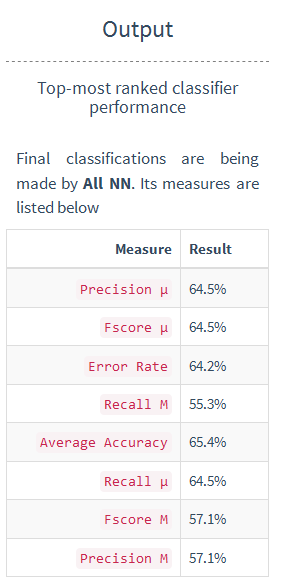 Output
Top-most ranked classifier
performance
Final classifications are being
made by All NN. Its measures are
listed below
Measure Result
Precision μ 64.5%
Fscore μ 64.5%
Error Rate 64.2%
Recall M 55.3%
Average Accuracy 65.4%
Recall μ 64.5%
Fscore M 57.1%
Precision M 57.1%